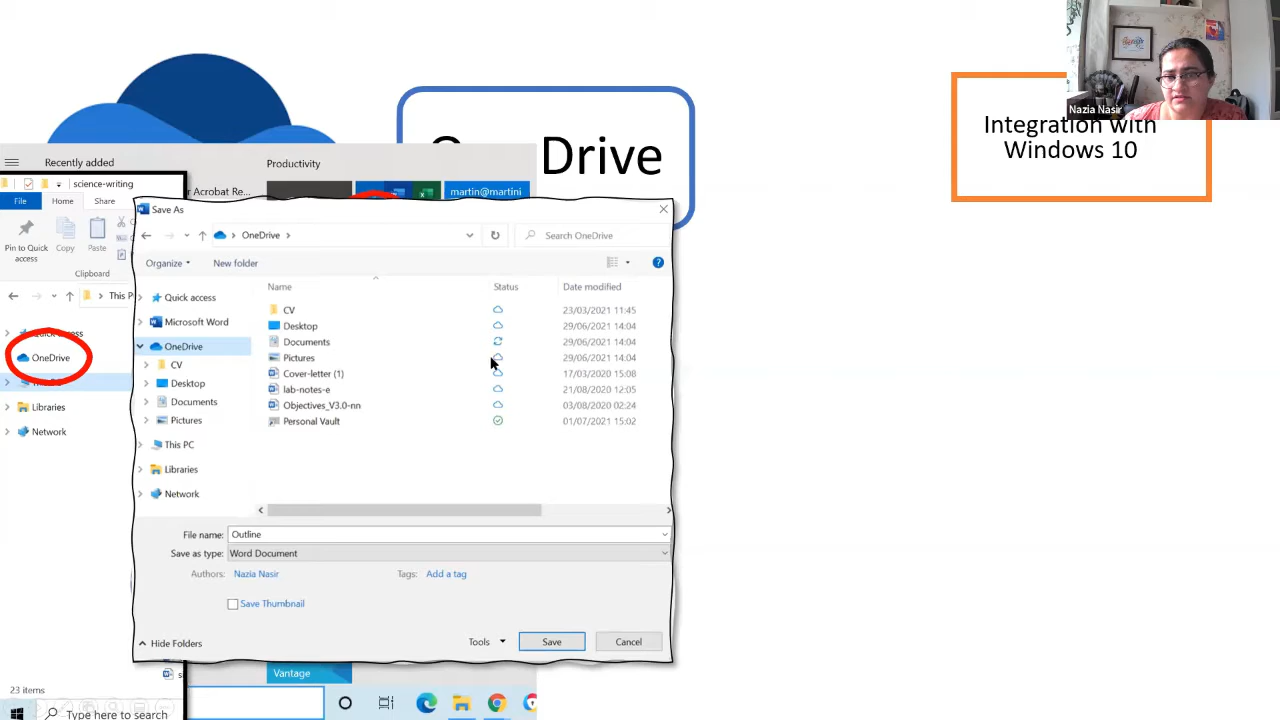 One Drive
Integration with
Windows 10
Nazia Nasir
Recently added
Productivity
r Acrobat Re...
martin@martini
science-writing
File Home Share
Pin to Quick
access
Copy
Paste
Clipboard
This P
OneDrive
Libraries
Network
23 items
Type here to search
Vantage
Save As
OneDrive
Search OneDrive
Organize
New folder
Quick access
Microsoft Word
OneDrive
CV
Desktop
Documents
Pictures
This PC
Libraries
Network
Name Status Date modified
CV 23/03/2021 11:45
Desktop 29/06/2021 14:04
Documents 29/06/2021 14:04
Pictures 29/06/2021 14:04
Cover-letter (1) 17/03/2020 15:08
lab-notes-e 21/08/2020 12:05
Objectives_V3.0-nn 03/08/2020 02:24
Personal Vault 01/07/2021 15:02
File name: Outline
Save as type: Word Document
Authors: Nazia Nasir Tags: Add a tag
Save Thumbnail
Hide Folders
Tools Save Cancel